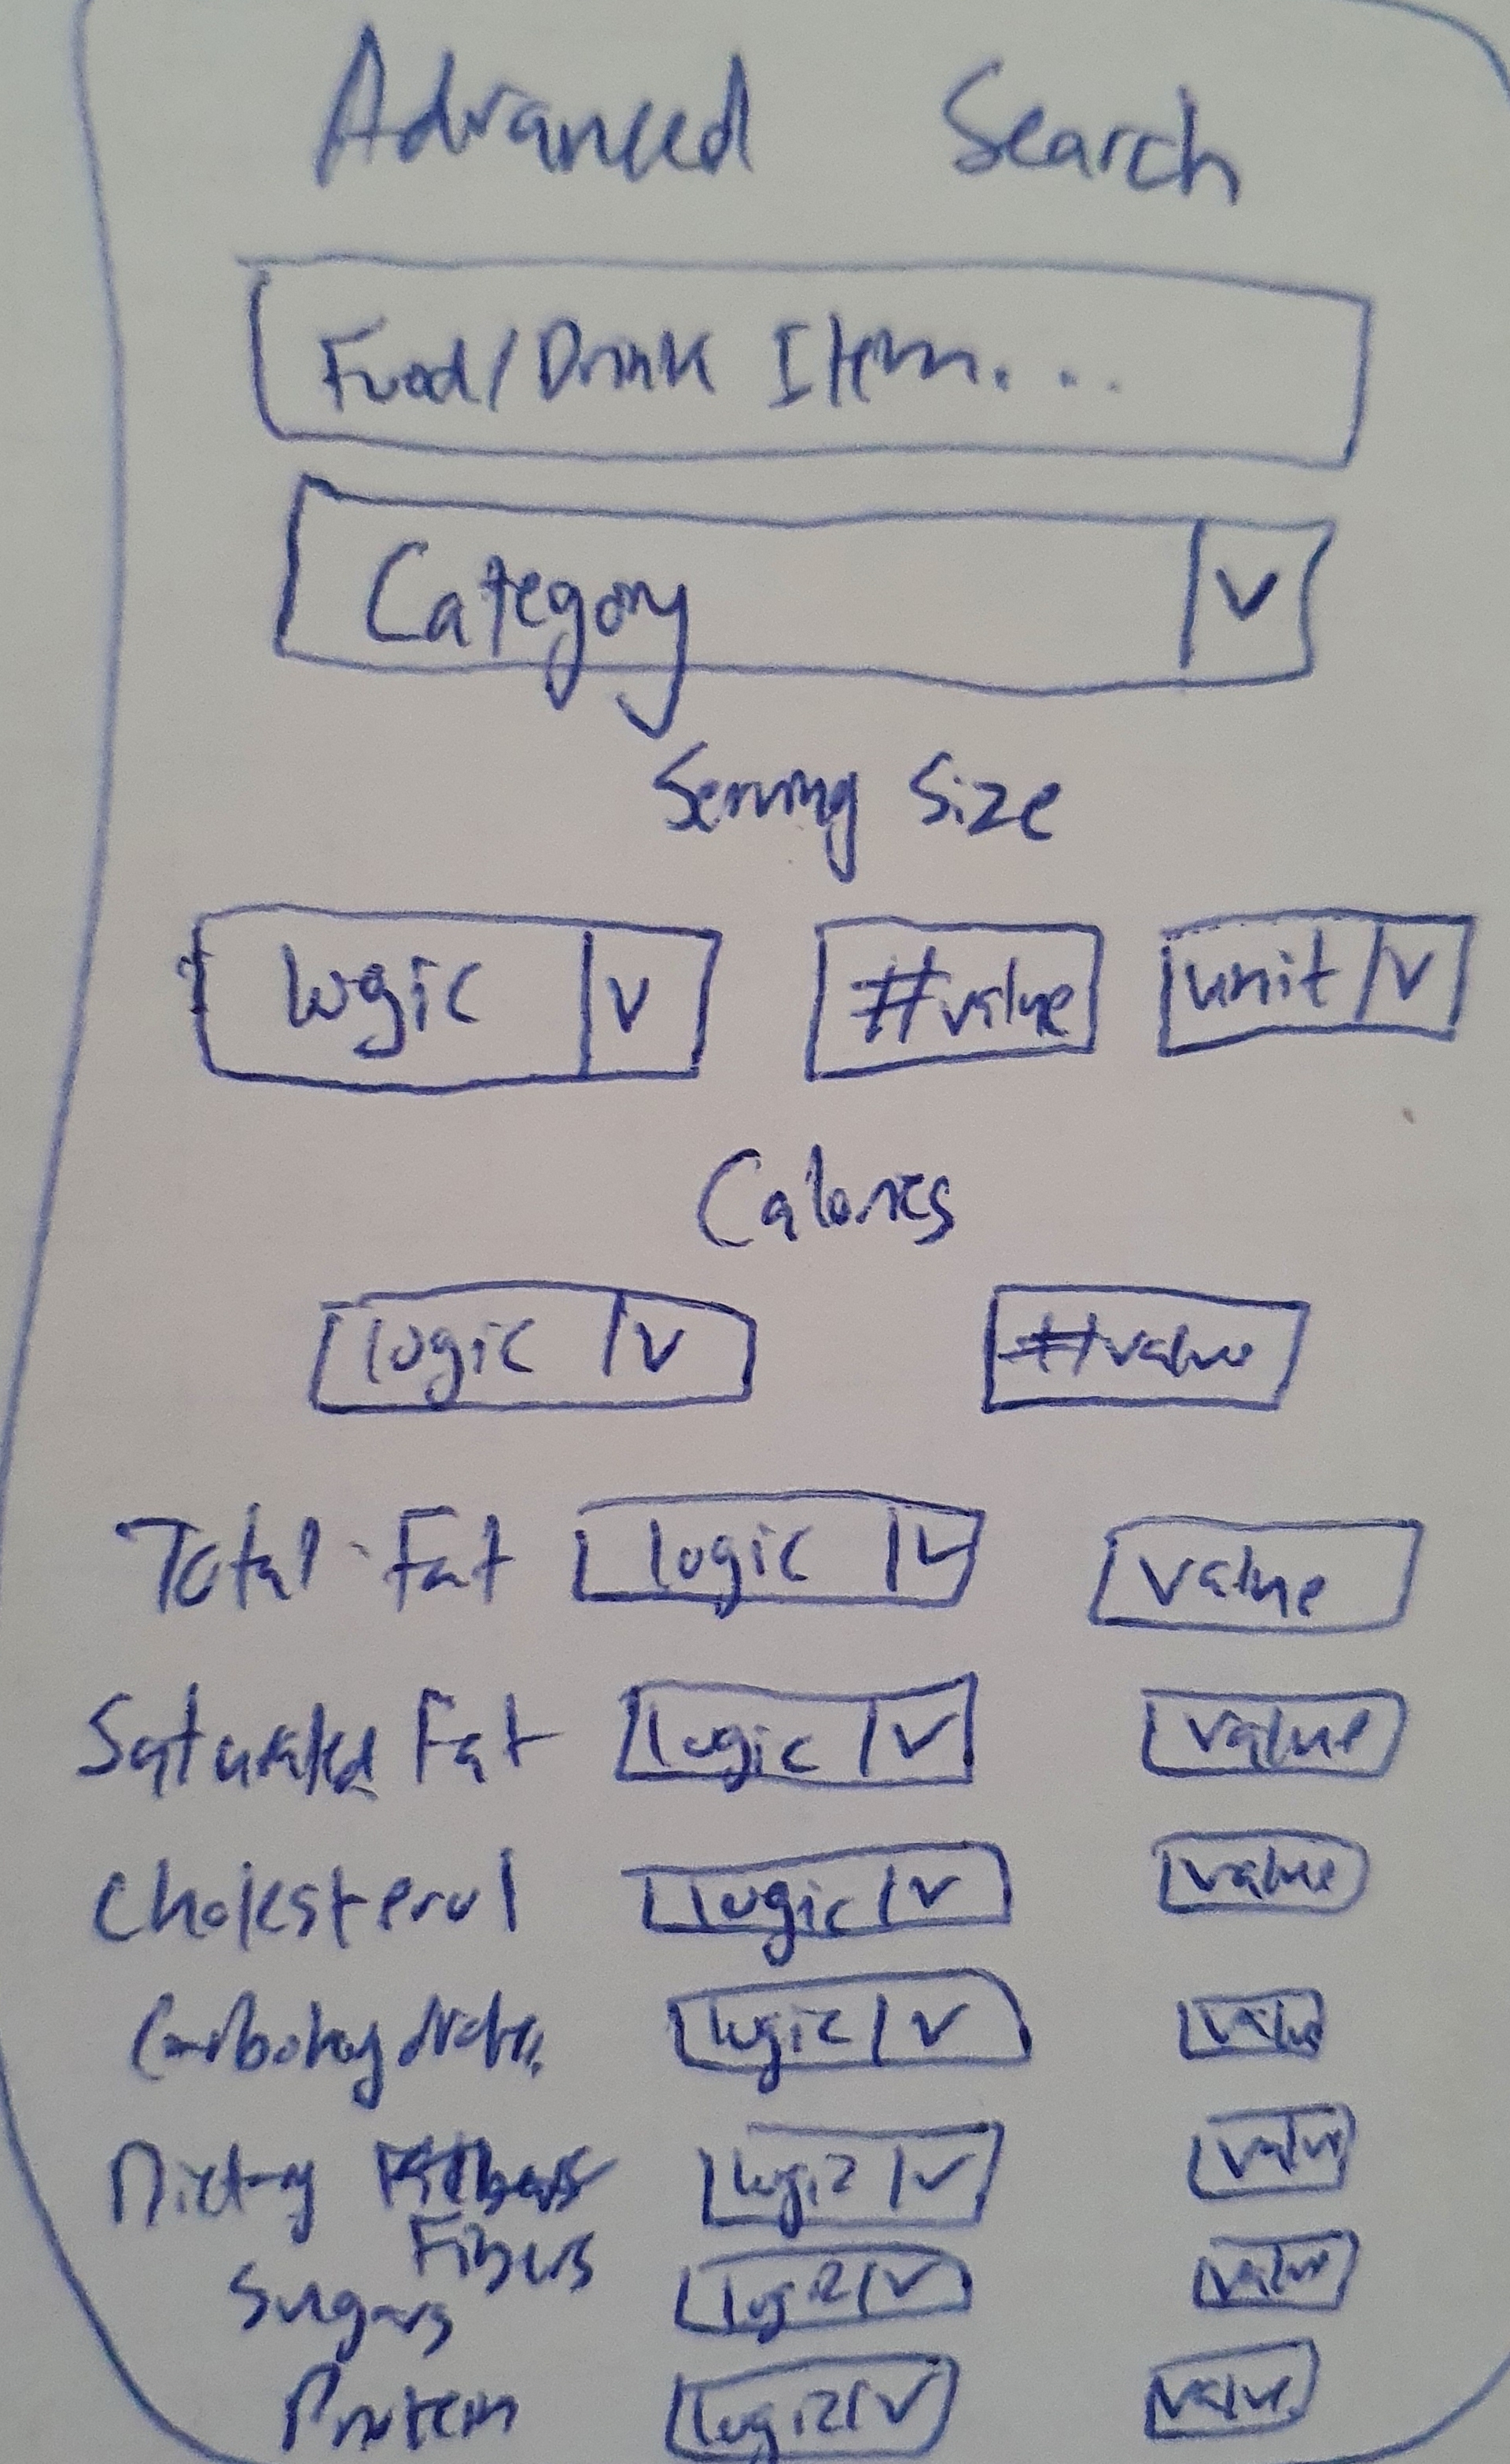 Advanced Search
Food/Drink Item....
Category V
Serving Size
logic V #value unit V
Calories
logic V #value
Total Fat logic V value
Saturated Fat logic V value
Cholesterol logic V value
Carbohydrates logic V value
Dietary logic V value
Fibers
Sugars logic V value
Protein logic V value